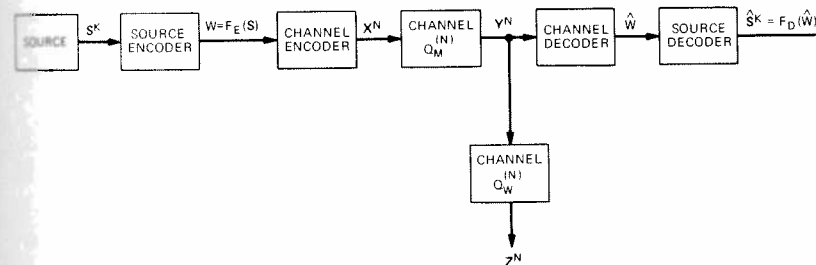 SOURCE
S^K
SOURCE
ENCODER
W=F_E(S)
CHANNEL
ENCODER
X^N
CHANNEL
Q_M^(N)
Y^N
CHANNEL
DECODER
Ŵ
SOURCE
DECODER
Ŝ^K = F_D(Ŵ)
CHANNEL
Q_W^(N)
Z^N